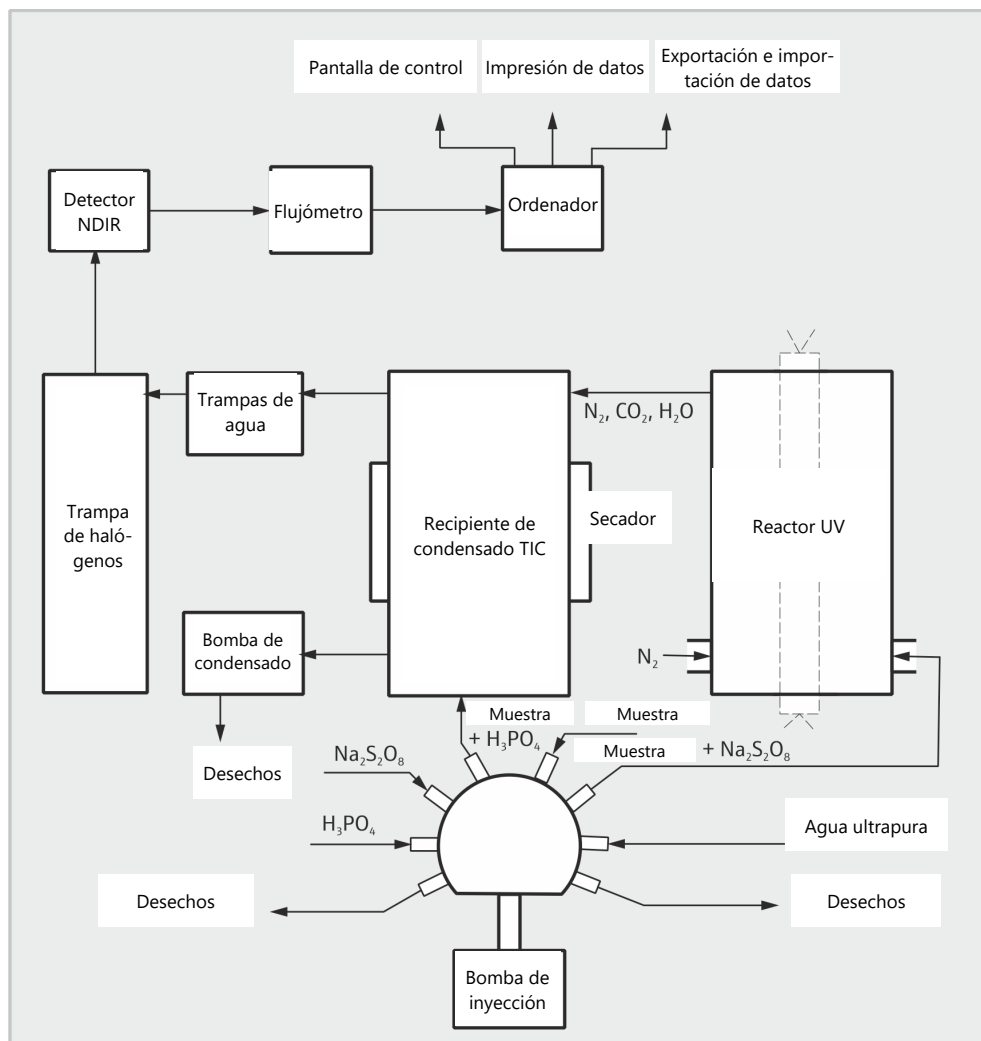 Pantalla de control
Impresión de datos
Exportación e impor-
tación de datos
Detector
NDIR
Flujómetro
Ordenador
Trampas de
agua
N₂, CO₂, H₂O
Trampa
de haló-
genos
Recipiente de
condensado TIC
Secador
Reactor UV
Bomba de
condensado
N₂
Desechos
Muestra
+ H₃PO₄
Muestra
Muestra + Na₂S₂O₈
Na₂S₂O₈
H₃PO₄
Agua ultrapura
Desechos
Desechos
Bomba de
inyección